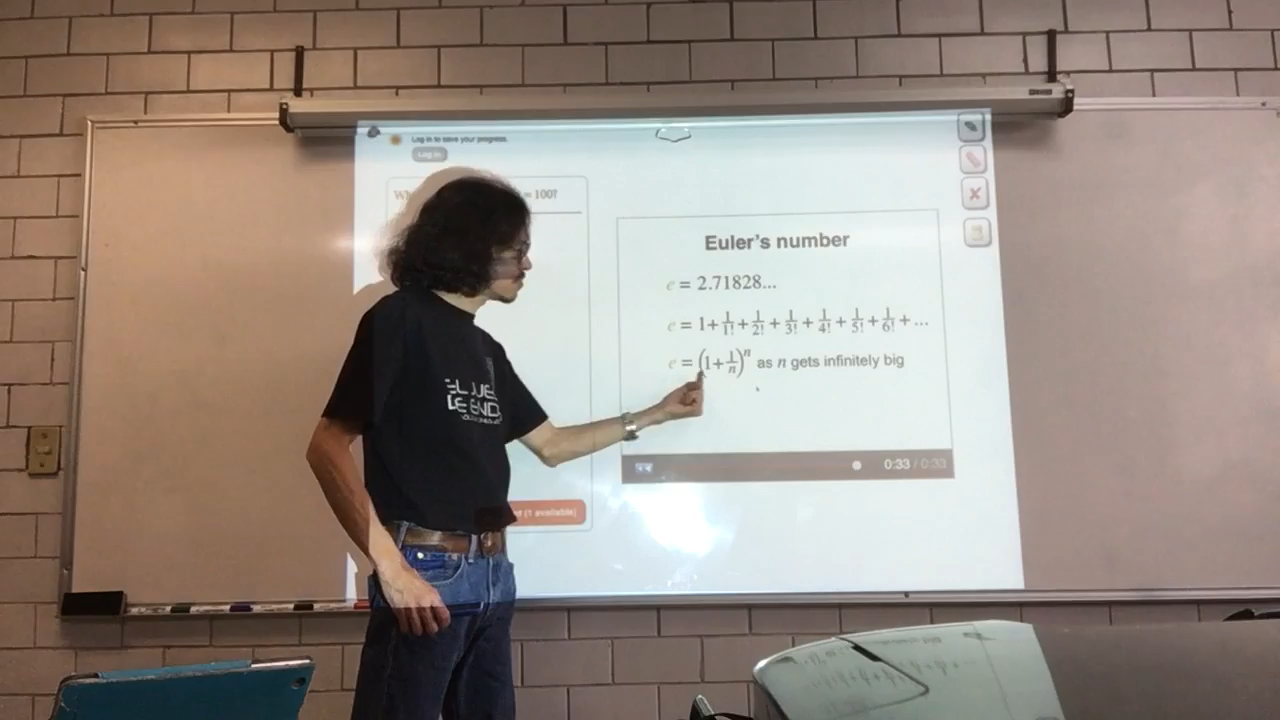 Log in to save your progress.
Log in
= 100?
Euler's number
e = 2.71828...
e = 1+1/1!+1/2!+1/3!+1/4!+1/5!+1/6!+...
e = (1+1/n)^n as n gets infinitely big
0:33 / 0:33
(1 available)